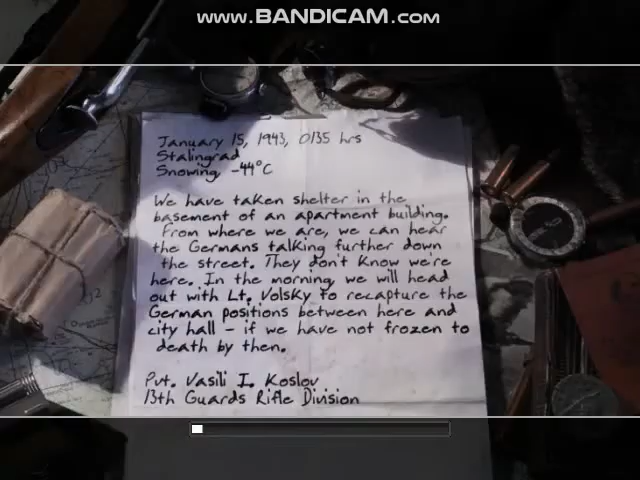 www.BANDICAM.com
January 15, 1943, 0135 hrs
Stalingrad
Snowing, -44°C
We have taken shelter in the
basement of an apartment building.
From where we are, we can hear
the Germans talking further down
the street. They don't know we're
here. In the morning, we will head
out with Lt. Volsky to recapture the
German positions between here and
city hall - if we have not frozen to
death by then.
Pvt. Vasili I. Koslov
13th Guards Rifle Division